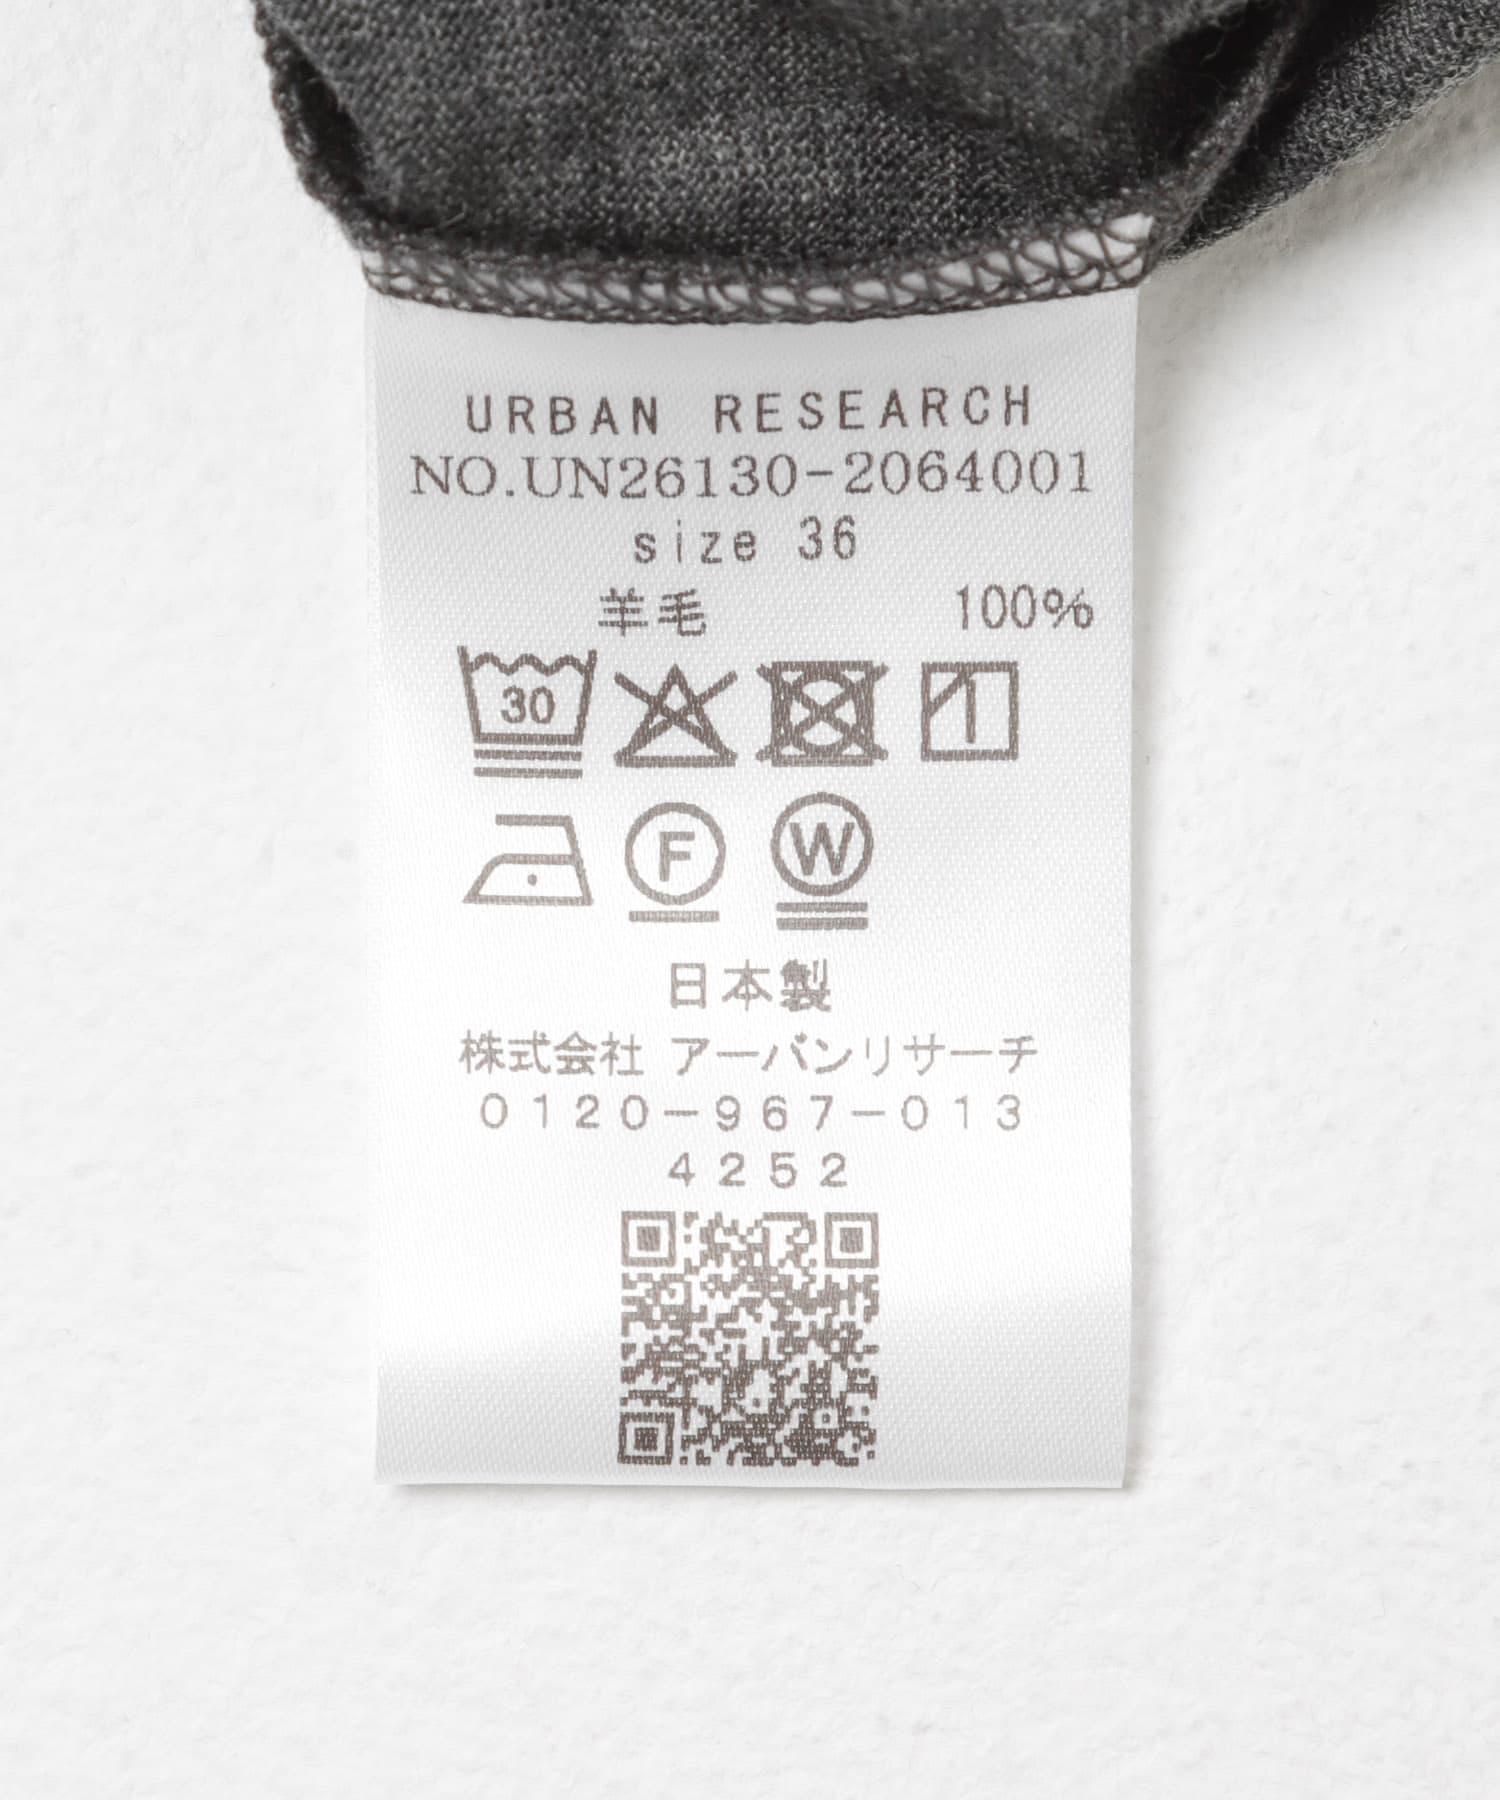 URBAN RESEARCH
NO.UN26130-2064001
size 36
羊毛 100%
30
F W
日本製
株式会社 アーバンリサーチ
0120-967-013
4252